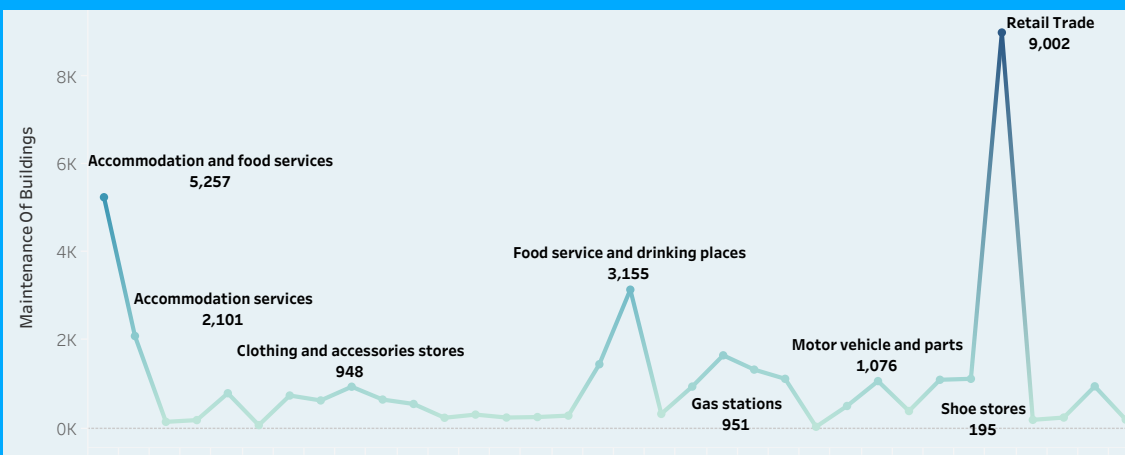 Retail Trade
9,002
8K
Accommodation and food services
5,257
6K
Maintenance Of Buildings
Food service and drinking places
3,155
4K
Accommodation services
2,101
2K
Clothing and accessories stores
948
Motor vehicle and parts
1,076
Gas stations
951
Shoe stores
195
0K